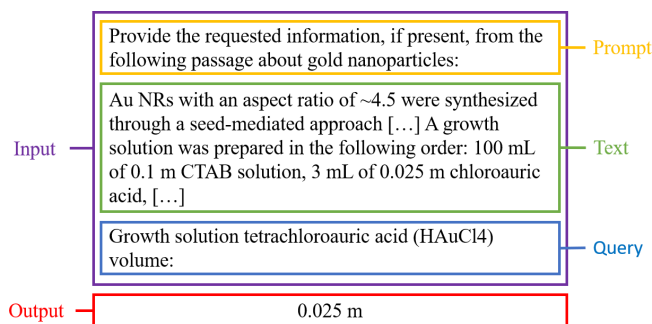 Provide the requested information, if present, from the
following passage about gold nanoparticles:
Prompt
Au NRs with an aspect ratio of ~4.5 were synthesized
through a seed-mediated approach […] A growth
solution was prepared in the following order: 100 mL
of 0.1 m CTAB solution, 3 mL of 0.025 m chloroauric
acid, […]
Input
Text
Growth solution tetrachloroauric acid (HAuCl4)
volume:
Query
Output
0.025 m